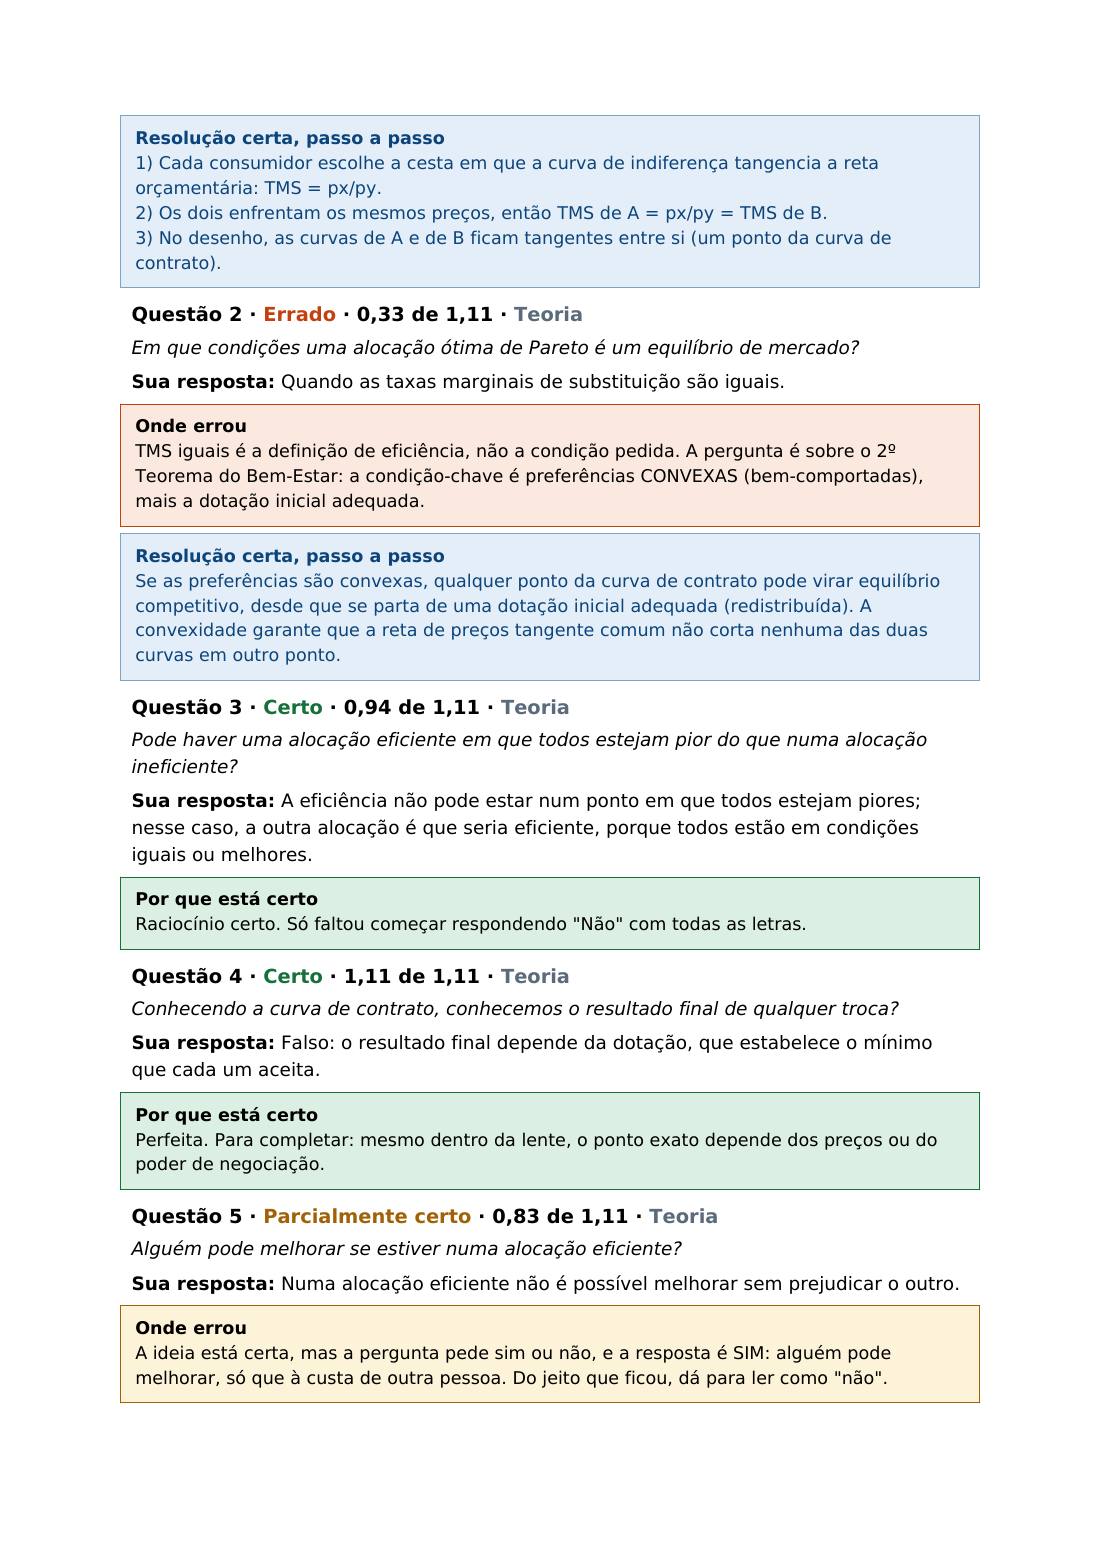 Resolução certa, passo a passo
1) Cada consumidor escolhe a cesta em que a curva de indiferença tangencia a reta
orçamentária: TMS = px/py.
2) Os dois enfrentam os mesmos preços, então TMS de A = px/py = TMS de B.
3) No desenho, as curvas de A e de B ficam tangentes entre si (um ponto da curva de
contrato).
Questão 2 · Errado · 0,33 de 1,11 · Teoria
Em que condições uma alocação ótima de Pareto é um equilíbrio de mercado?
Sua resposta: Quando as taxas marginais de substituição são iguais.
Onde errou
TMS iguais é a definição de eficiência, não a condição pedida. A pergunta é sobre o 2º
Teorema do Bem-Estar: a condição-chave é preferências CONVEXAS (bem-comportadas),
mais a dotação inicial adequada.
Resolução certa, passo a passo
Se as preferências são convexas, qualquer ponto da curva de contrato pode virar equilíbrio
competitivo, desde que se parta de uma dotação inicial adequada (redistribuída). A
convexidade garante que a reta de preços tangente comum não corta nenhuma das duas
curvas em outro ponto.
Questão 3 · Certo · 0,94 de 1,11 · Teoria
Pode haver uma alocação eficiente em que todos estejam pior do que numa alocação
ineficiente?
Sua resposta: A eficiência não pode estar num ponto em que todos estejam piores;
nesse caso, a outra alocação é que seria eficiente, porque todos estão em condições
iguais ou melhores.
Por que está certo
Raciocínio certo. Só faltou começar respondendo "Não" com todas as letras.
Questão 4 · Certo · 1,11 de 1,11 · Teoria
Conhecendo a curva de contrato, conhecemos o resultado final de qualquer troca?
Sua resposta: Falso: o resultado final depende da dotação, que estabelece o mínimo
que cada um aceita.
Por que está certo
Perfeita. Para completar: mesmo dentro da lente, o ponto exato depende dos preços ou do
poder de negociação.
Questão 5 · Parcialmente certo · 0,83 de 1,11 · Teoria
Alguém pode melhorar se estiver numa alocação eficiente?
Sua resposta: Numa alocação eficiente não é possível melhorar sem prejudicar o outro.
Onde errou
A ideia está certa, mas a pergunta pede sim ou não, e a resposta é SIM: alguém pode
melhorar, só que à custa de outra pessoa. Do jeito que ficou, dá para ler como "não".